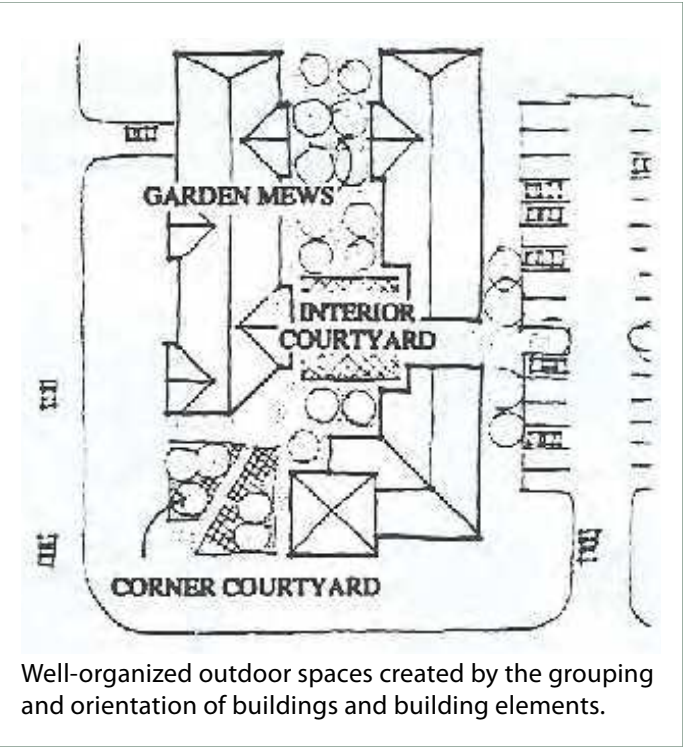 GARDEN MEWS
INTERIOR
COURTYARD
CORNER COURTYARD
Well-organized outdoor spaces created by the grouping
and orientation of buildings and building elements.